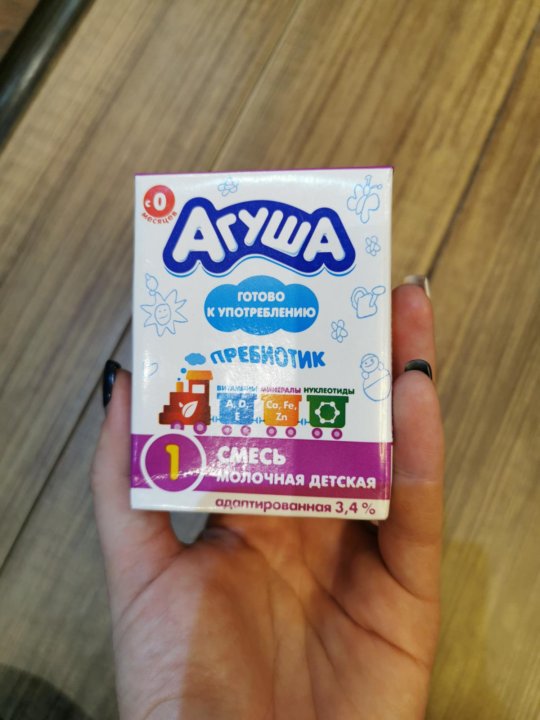 с 0
месяцев
АГУША
ГОТОВО
К УПОТРЕБЛЕНИЮ
ПРЕБИОТИК
ВИТАМИНЫ МИНЕРАЛЫ НУКЛЕОТИДЫ
A, D, Ca, Fe,
E Zn
1 СМЕСЬ
МОЛОЧНАЯ ДЕТСКАЯ
адаптированная 3,4 %